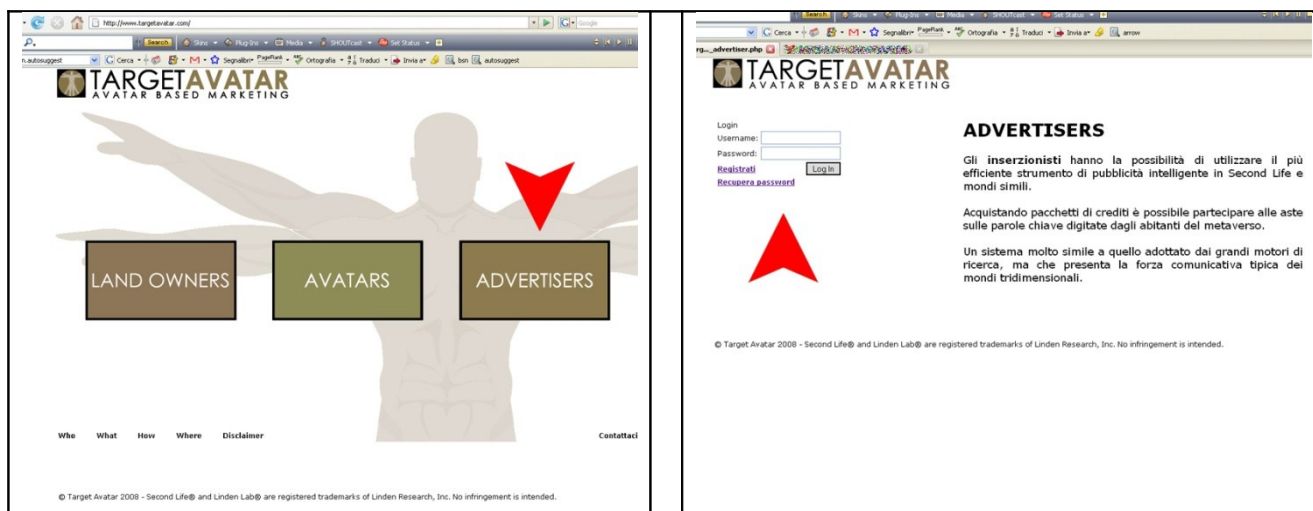 http://www.targetavatar.com/
Google
Search Skins Plug-Ins Media SHOUTcast Set Status
n.autosuggest Cerca Segnalibri PageRank Ortografia Traduci Invia a bsn autosuggest
TARGETAVATAR
AVATAR BASED MARKETING
LAND OWNERS
AVATARS
ADVERTISERS
Who What How Where Disclaimer Contattaci
© Target Avatar 2008 - Second Life® and Linden Lab® are registered trademarks of Linden Research, Inc. No infringement is intended.
Search Skins Plug-Ins Media SHOUTcast Set Status
Cerca Segnalibri PageRank Ortografia Traduci Invia a arrow
rg..._advertiser.php
TARGETAVATAR
AVATAR BASED MARKETING
Login
Username:
Password:
Registrati Log In
Recupera password
ADVERTISERS
Gli inserzionisti hanno la possibilità di utilizzare il più
efficiente strumento di pubblicità intelligente in Second Life e
mondi simili.
Acquistando pacchetti di crediti è possibile partecipare alle aste
sulle parole chiave digitate dagli abitanti del metaverso.
Un sistema molto simile a quello adottato dai grandi motori di
ricerca, ma che presenta la forza comunicativa tipica dei
mondi tridimensionali.
© Target Avatar 2008 - Second Life® and Linden Lab® are registered trademarks of Linden Research, Inc. No infringement is intended.